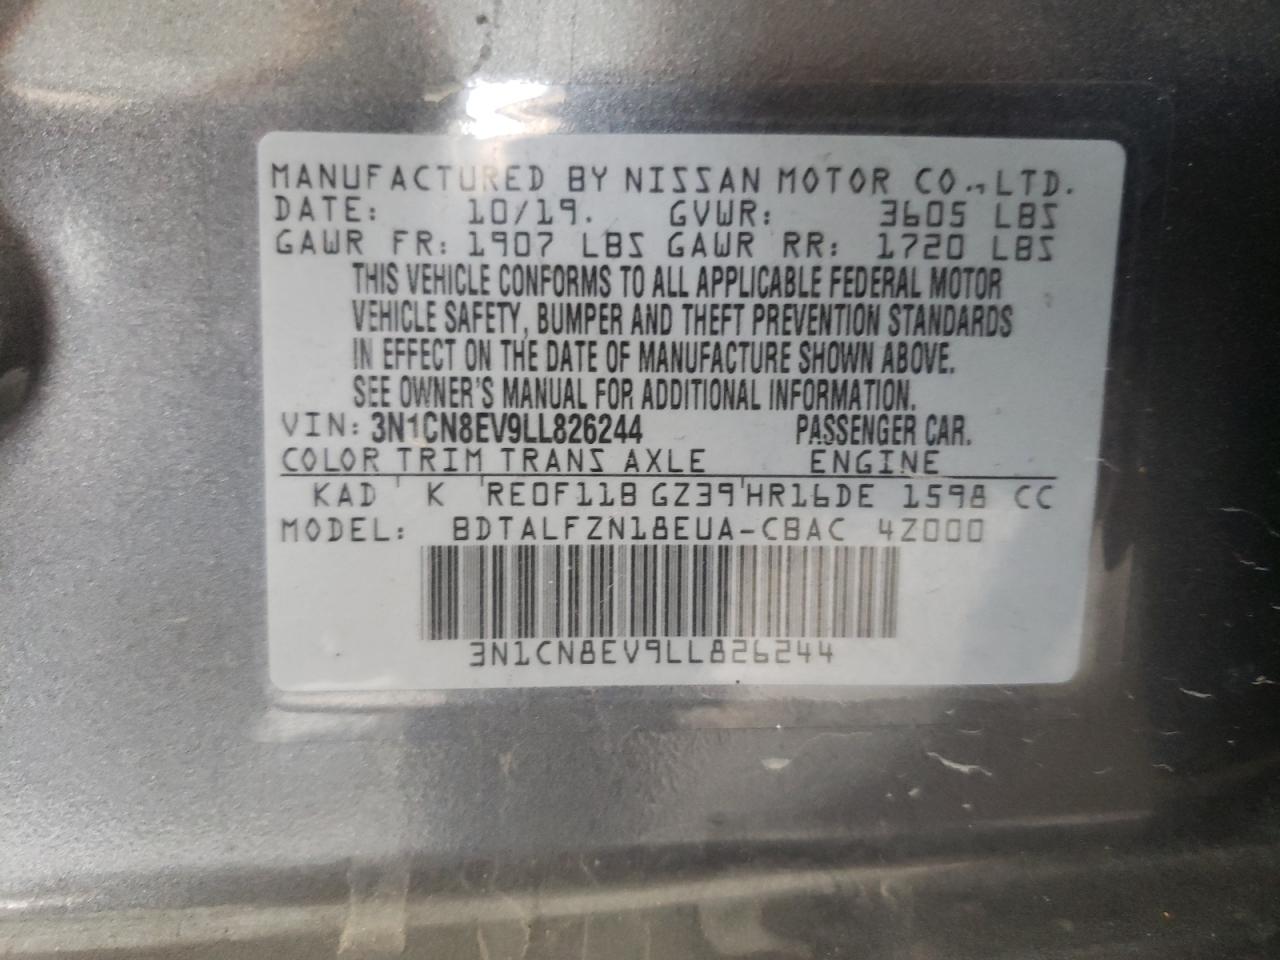 MANUFACTURED BY NISSAN MOTOR CO., LTD.
DATE: 10/19. GVWR: 3605 LBS
GAWR FR: 1907 LBS GAWR RR: 1720 LBS
THIS VEHICLE CONFORMS TO ALL APPLICABLE FEDERAL MOTOR
VEHICLE SAFETY, BUMPER AND THEFT PREVENTION STANDARDS
IN EFFECT ON THE DATE OF MANUFACTURE SHOWN ABOVE.
SEE OWNER'S MANUAL FOR ADDITIONAL INFORMATION.
VIN: 3N1CN8EV9LL826244 PASSENGER CAR.
COLOR TRIM TRANS AXLE ENGINE
KAD ' K 'RE0F11B GZ39'HR16DE 1598 CC
MODEL: BDTALFZN18EUA-CBAC 4Z000
3N1CN8EV9LL826244